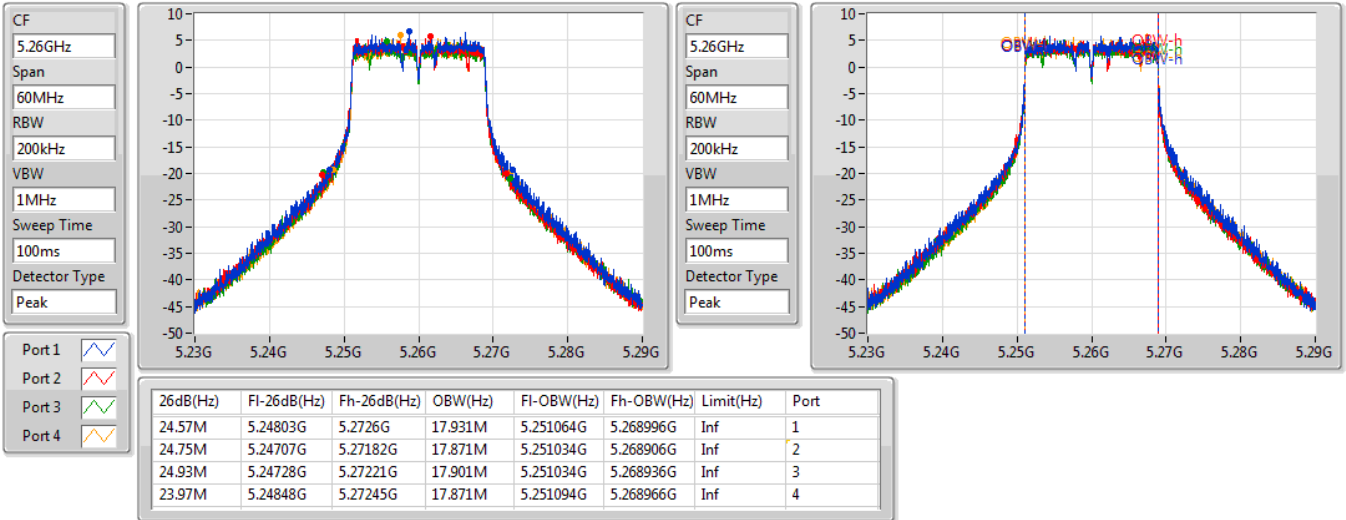 CF
5.26GHz
Span
60MHz
RBW
200kHz
VBW
1MHz
Sweep Time
100ms
Detector Type
Peak
10
5
0
-5
-10
-15
-20
-25
-30
-35
-40
-45
-50
5.23G 5.24G 5.25G 5.26G 5.27G 5.28G 5.29G
CF
5.26GHz
Span
60MHz
RBW
200kHz
VBW
1MHz
Sweep Time
100ms
Detector Type
Peak
10
5
0
-5
-10
-15
-20
-25
-30
-35
-40
-45
-50
OBW-h
OBW-h
5.23G 5.24G 5.25G 5.26G 5.27G 5.28G 5.29G
Port 1
Port 2
Port 3
Port 4
26dB(Hz) Fl-26dB(Hz) Fh-26dB(Hz) OBW(Hz) Fl-OBW(Hz) Fh-OBW(Hz) Limit(Hz) Port
24.57M 5.24803G 5.2726G 17.931M 5.251064G 5.268996G Inf 1
24.75M 5.24707G 5.27182G 17.871M 5.251034G 5.268906G Inf 2
24.93M 5.24728G 5.27221G 17.901M 5.251034G 5.268936G Inf 3
23.97M 5.24848G 5.27245G 17.871M 5.251094G 5.268966G Inf 4